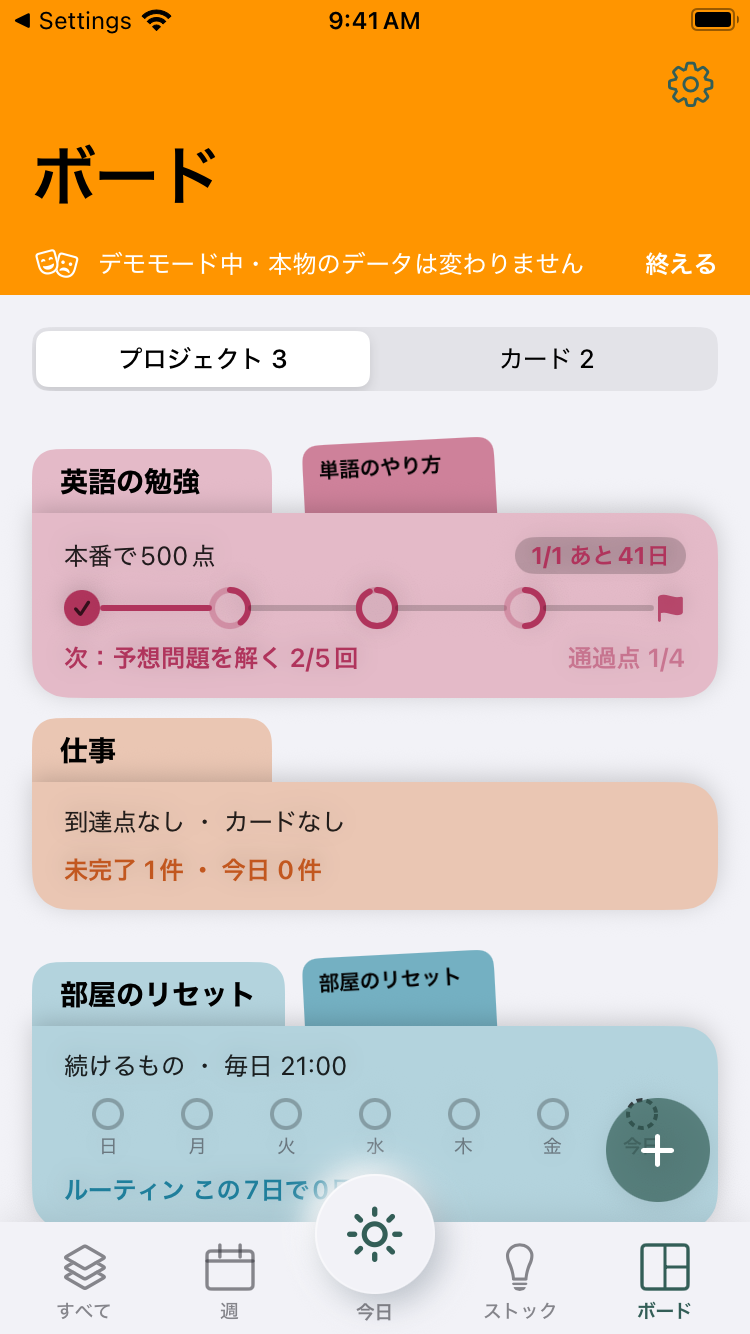 Settings 9:41 AM
ボード
デモモード中・本物のデータは変わりません 終える
プロジェクト 3 カード 2
英語の勉強 単語のやり方
本番で500点 1/1 あと41日
次：予想問題を解く 2/5回 通過点 1/4
仕事
到達点なし ・ カードなし
未完了 1件 ・ 今日 0件
部屋のリセット 部屋のリセット
続けるもの ・ 毎日 21:00
日 月 火 水 木 金 今日
ルーティン この7日で0
すべて 週 今日 ストック ボード